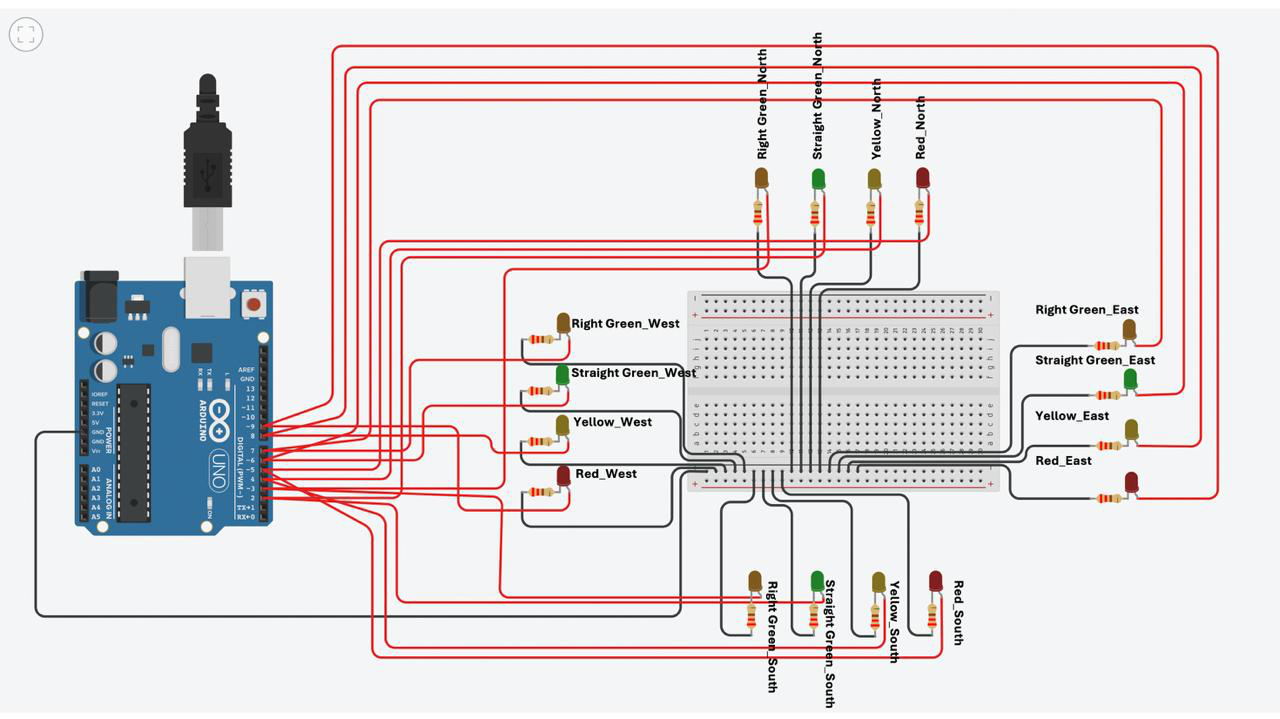 Right Green_North
Straight Green_North
Yellow_North
Red_North
Right Green_West
Straight Green_West
Yellow_West
Red_West
Right Green_East
Straight Green_East
Yellow_East
Red_East
Right Green_South
Straight Green_South
Yellow_South
Red_South
AREF
GND
13
12
~11
~10
~9
8
7
~6
~5
4
~3
2
TX→1
RX←0
DIGITAL (PWM~)
IOREF
RESET
3.3V
5V
GND
GND
Vin
POWER
A0
A1
A2
A3
A4
A5
ANALOG IN
RX
TX
L
ARDUINO
UNO
ON